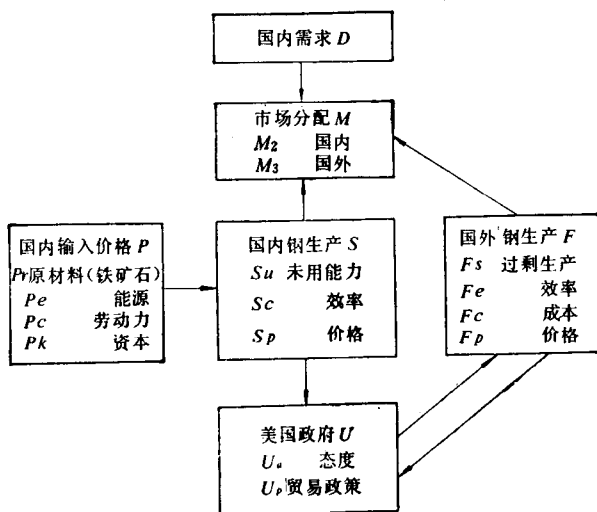 国内需求 D
市场分配 M
M2 国内
M3 国外
国内输入价格 P
Pr原材料(铁矿石)
Pe 能源
Pc 劳动力
Pk 资本
国内钢生产 S
Su 未用能力
Sc 效率
Sp 价格
国外钢生产 F
Fs 过剩生产
Fe 效率
Fc 成本
Fp 价格
美国政府 U
Ua 态度
Up 贸易政策